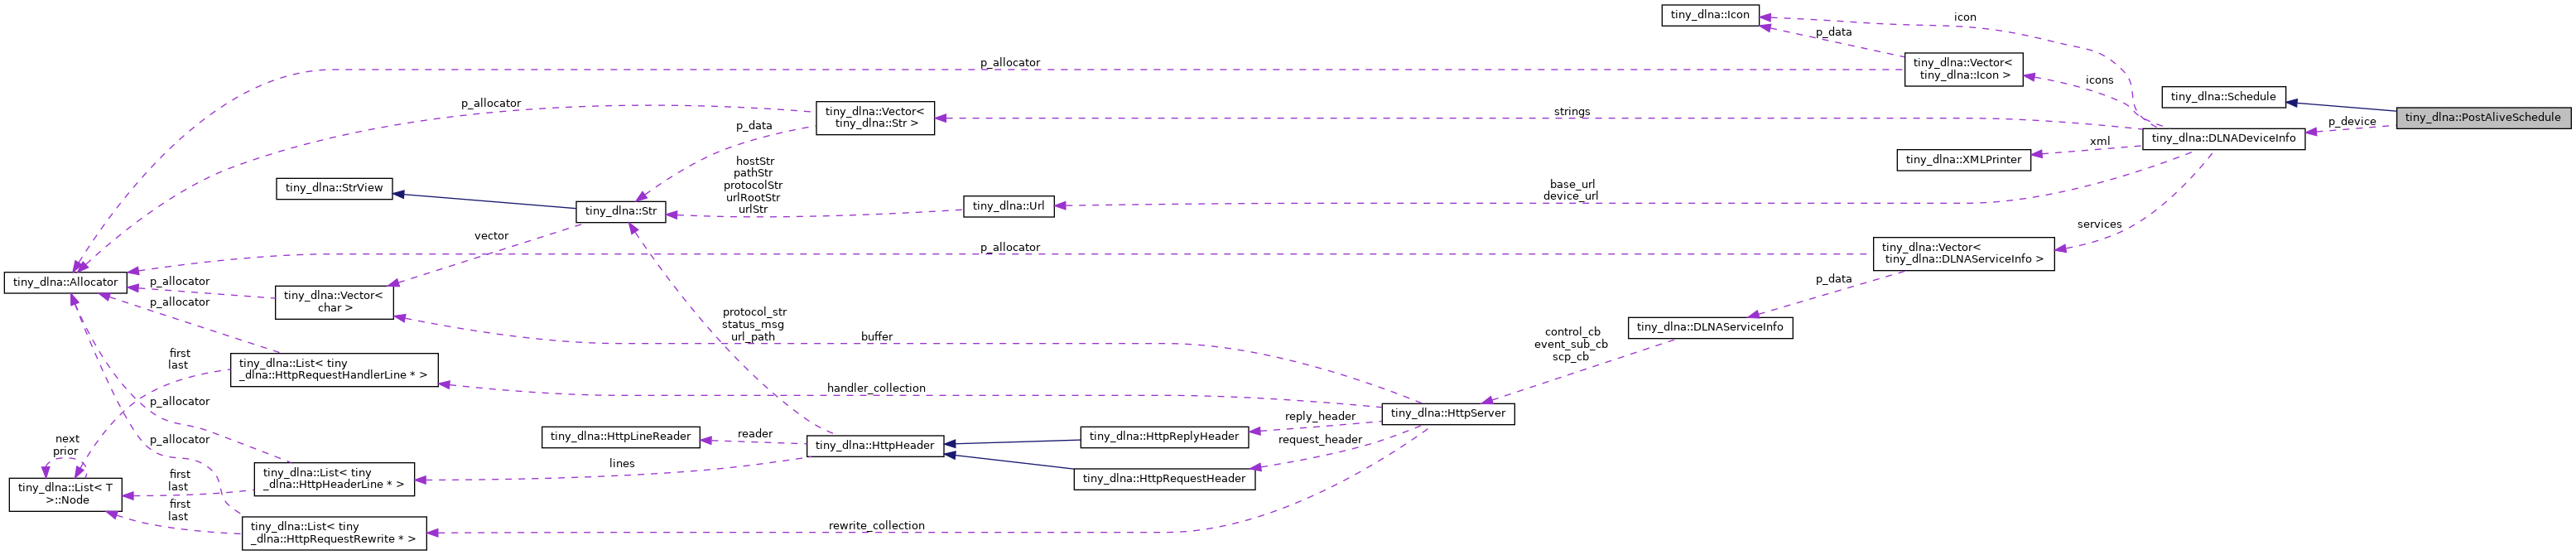 tiny_dlna::Icon
icon
p_data
p_allocator
tiny_dlna::Vector<
tiny_dlna::Icon >
icons
tiny_dlna::Schedule
p_allocator
tiny_dlna::Vector<
tiny_dlna::Str >
strings
tiny_dlna::PostAliveSchedule
p_device
p_data
tiny_dlna::DLNADeviceInfo
xml
tiny_dlna::XMLPrinter
hostStr
pathStr
protocolStr
urlRootStr
urlStr
tiny_dlna::StrView
base_url
device_url
tiny_dlna::Str
tiny_dlna::Url
services
vector
p_allocator
tiny_dlna::Vector<
tiny_dlna::DLNAServiceInfo >
tiny_dlna::Allocator
p_allocator
p_allocator
tiny_dlna::Vector<
char >
p_data
protocol_str
status_msg
url_path
buffer
tiny_dlna::DLNAServiceInfo
control_cb
event_sub_cb
scp_cb
first
last
tiny_dlna::List< tiny
_dlna::HttpRequestHandlerLine * >
handler_collection
p_allocator
tiny_dlna::HttpServer
reply_header
request_header
next
prior
p_allocator
tiny_dlna::HttpLineReader
reader
tiny_dlna::HttpHeader
tiny_dlna::HttpReplyHeader
lines
first
last
tiny_dlna::List< tiny
_dlna::HttpHeaderLine * >
tiny_dlna::HttpRequestHeader
tiny_dlna::List< T
>::Node
first
last
tiny_dlna::List< tiny
_dlna::HttpRequestRewrite * >
rewrite_collection